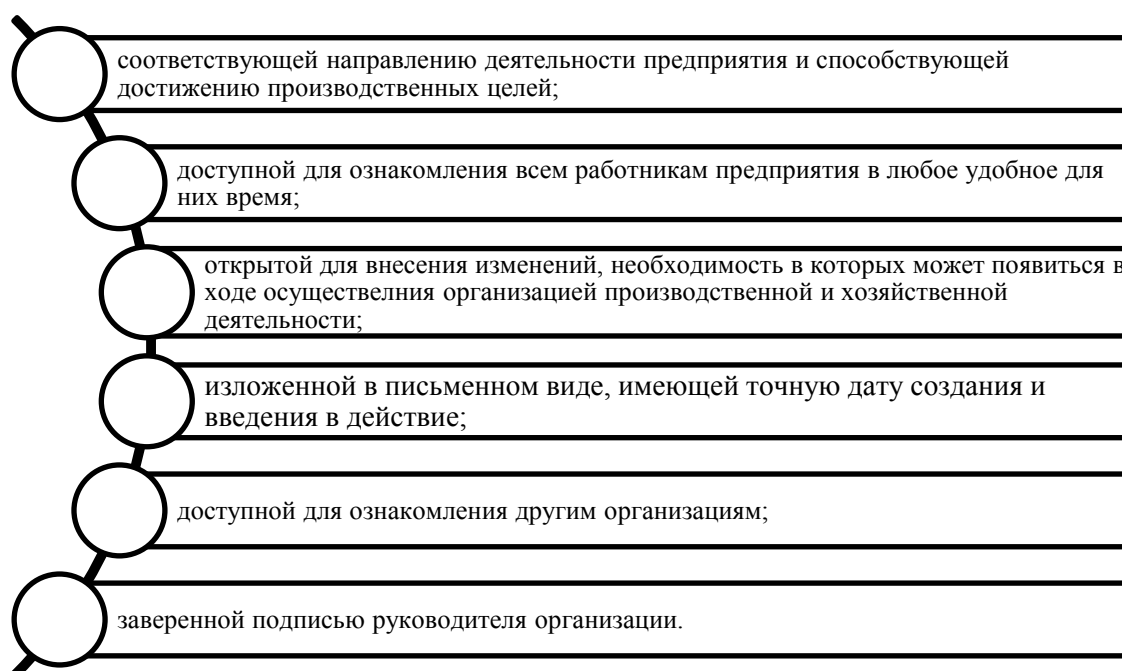 соответствующей направлению деятельности предприятия и способствующей
достижению производственных целей;
доступной для ознакомления всем работникам предприятия в любое удобное для
них время;
открытой для внесения изменений, необходимость в которых может появиться в
ходе осуществелния организацией производственной и хозяйственной
деятельности;
изложенной в письменном виде, имеющей точную дату создания и
введения в действие;
доступной для ознакомления другим организациям;
заверенной подписью руководителя организации.